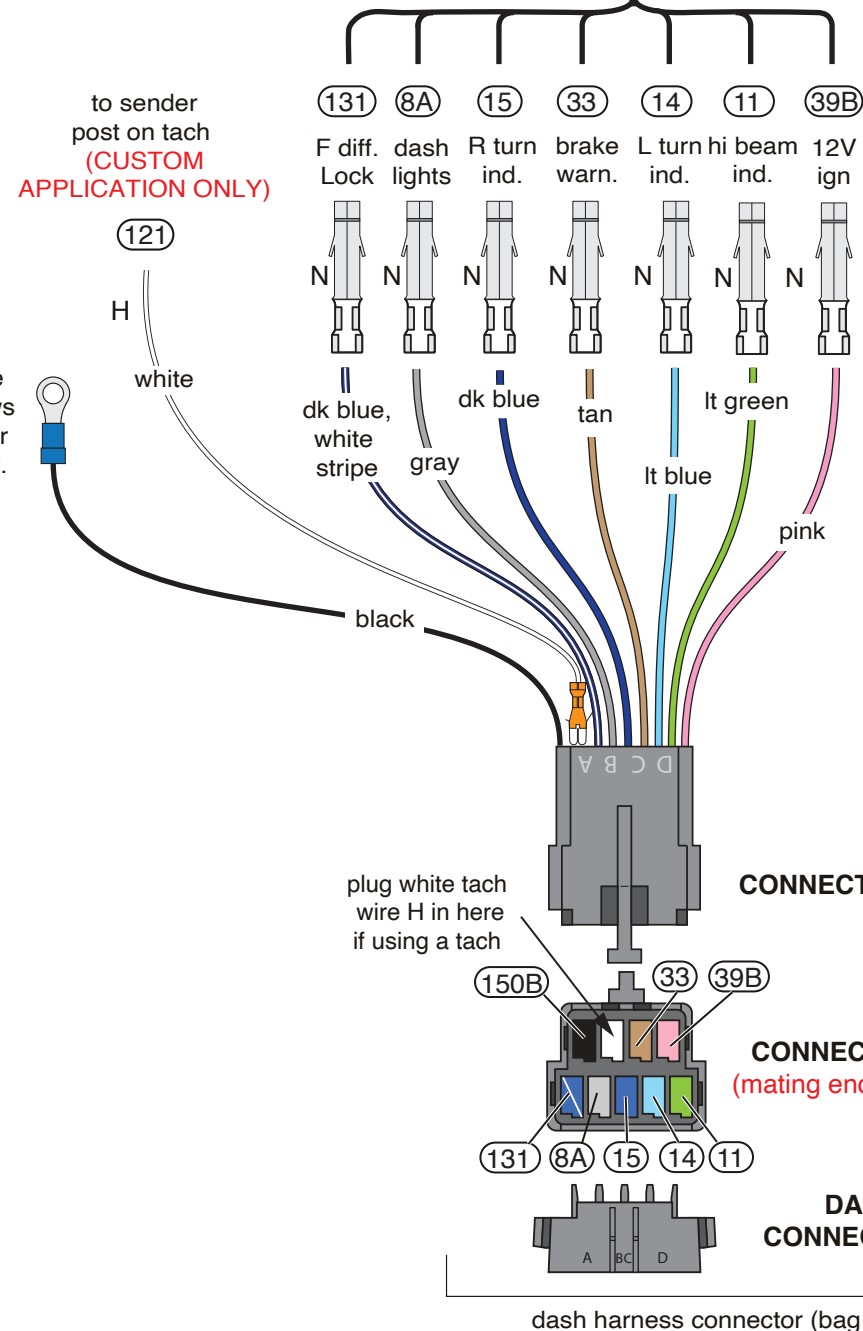 131 8A 15 33 14 11 39B
to sender
post on tach
(CUSTOM
APPLICATION ONLY)
121
F diff.
Lock
dash
lights
R turn
ind.
brake
warn.
L turn
ind.
hi beam
ind.
12V
ign
N N N N N N N
H
white
dk blue,
white
stripe
gray
dk blue
tan
lt blue
lt green
pink
black
A B C D
CONNECT
plug white tach
wire H in here
if using a tach
150B 33 39B
CONNEC
(mating end
131 8A 15 14 11
DA
CONNEC
A BC D
dash harness connector (bag